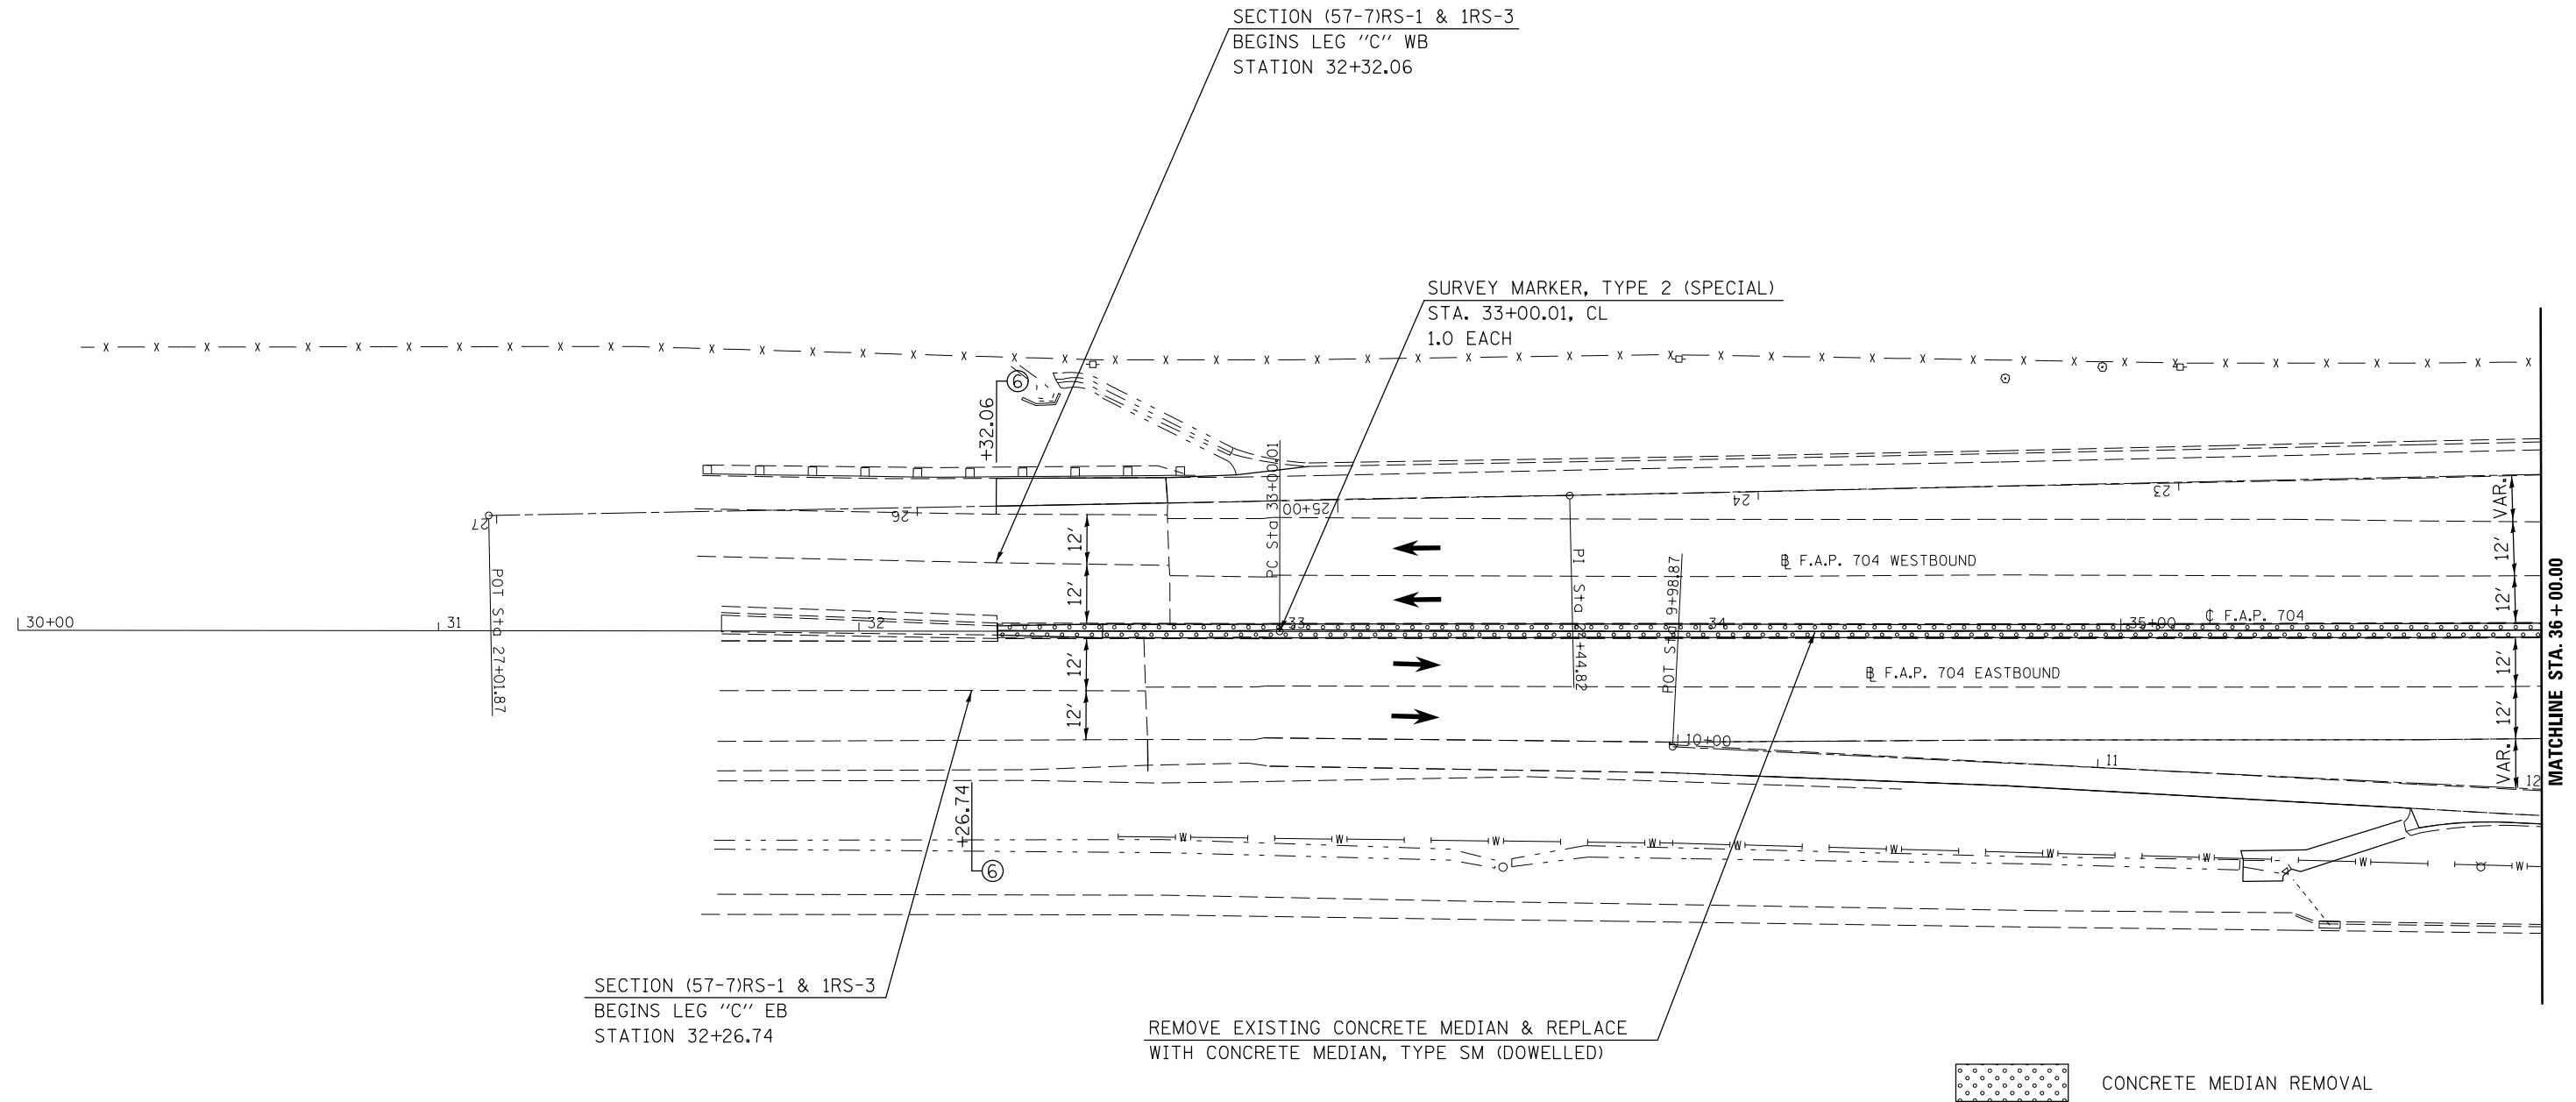 SECTION (57-7)RS-1 & 1RS-3
BEGINS LEG "C" WB
STATION 32+32.06
SURVEY MARKER, TYPE 2 (SPECIAL)
STA. 33+00.01, CL
1.0 EACH
X X X X X X X X X X X X X X X X X X X X X X X X X X X X X X X X X X X X X X X X X X X X X X X X X
6
+32.06
PC Sta 33+00.01
27
26
25+00
24
23
VAR.
12'
12'
12'
12'
POT Sta 27+01.87
PI Sta 22+44.82
POT Sta 9+98.87
℄ F.A.P. 704 WESTBOUND
30+00
31
32
33
34
35+00
℄ F.A.P. 704
MATCHLINE STA. 36+00.00
12'
12'
12'
12'
℄ F.A.P. 704 EASTBOUND
10+00
11
12
VAR.
+26.74
6
W W W W W W W W W W
SECTION (57-7)RS-1 & 1RS-3
BEGINS LEG "C" EB
STATION 32+26.74
REMOVE EXISTING CONCRETE MEDIAN & REPLACE
WITH CONCRETE MEDIAN, TYPE SM (DOWELLED)
CONCRETE MEDIAN REMOVAL